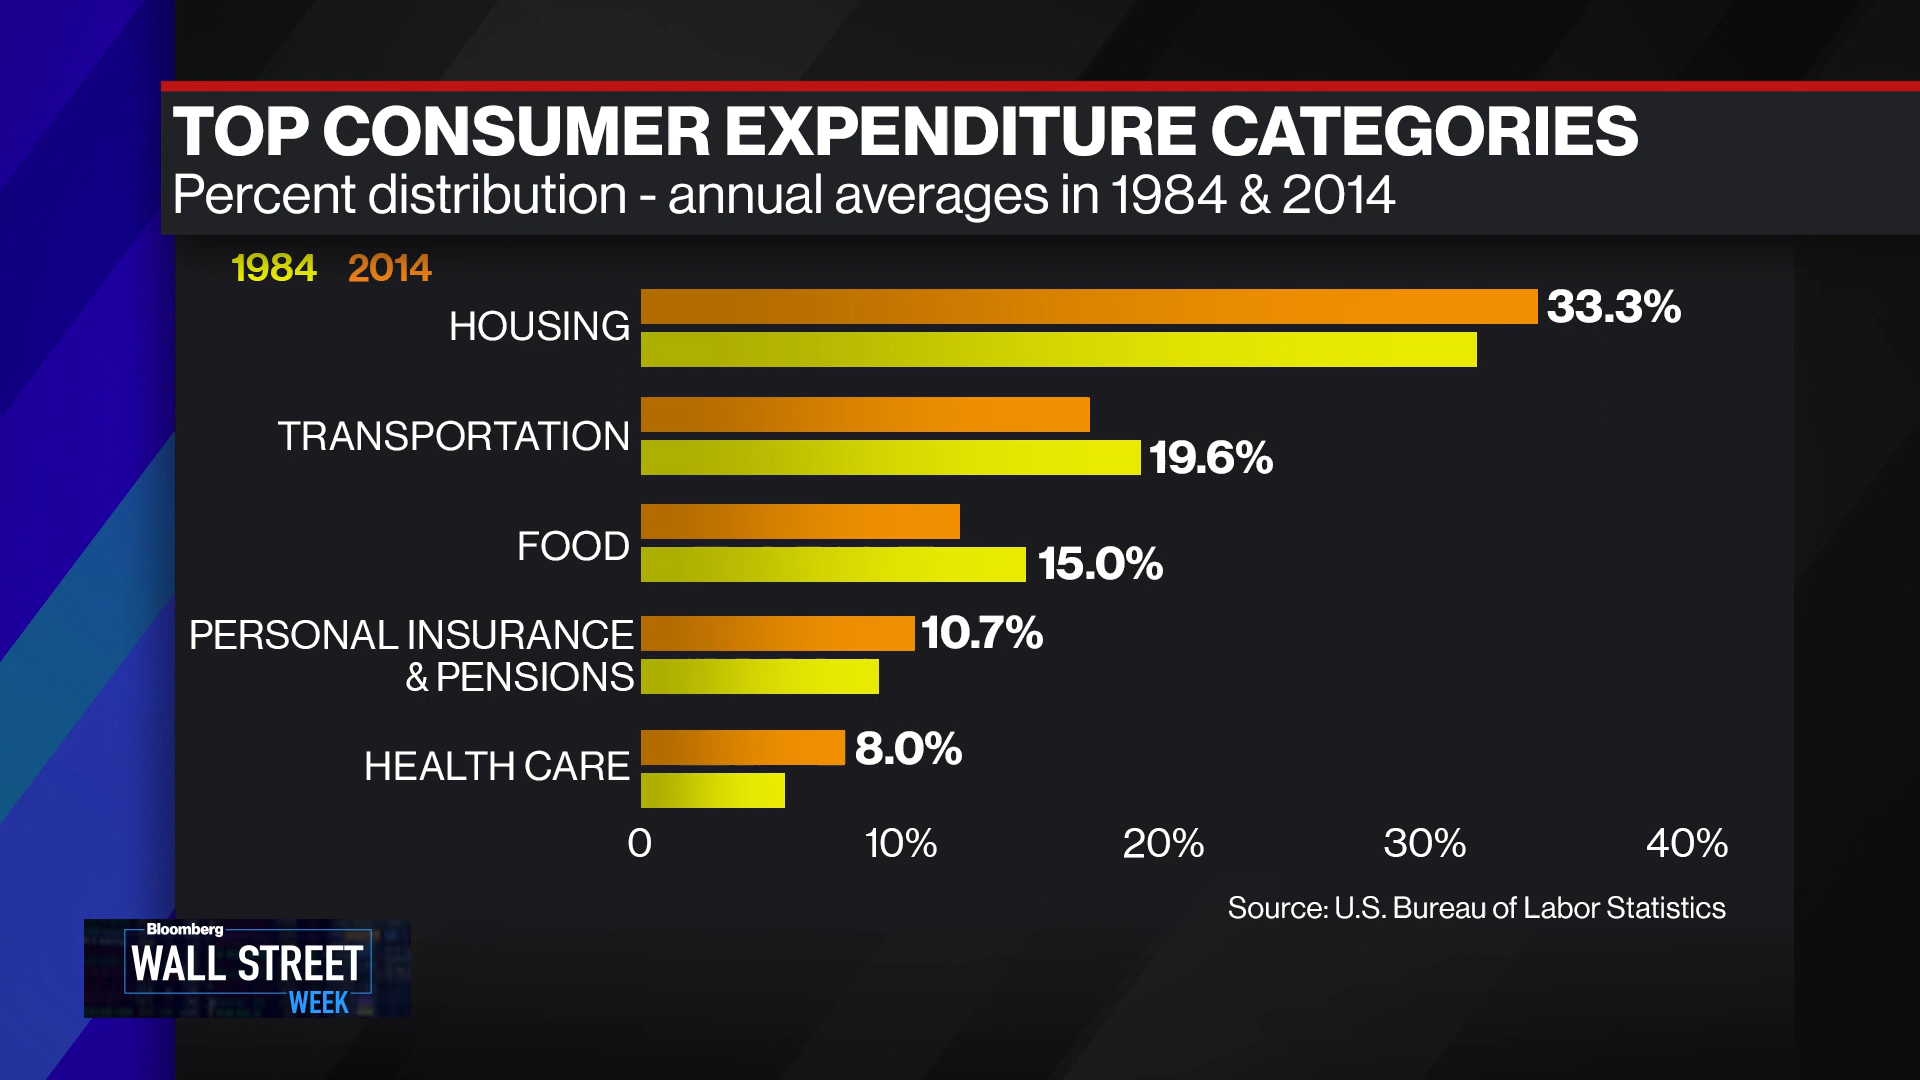 TOP CONSUMER EXPENDITURE CATEGORIES
Percent distribution - annual averages in 1984 & 2014
1984 2014
HOUSING
33.3%
TRANSPORTATION
19.6%
FOOD
15.0%
PERSONAL INSURANCE
& PENSIONS
10.7%
HEALTH CARE
8.0%
0 10% 20% 30% 40%
Source: U.S. Bureau of Labor Statistics
Bloomberg
WALL STREET
WEEK